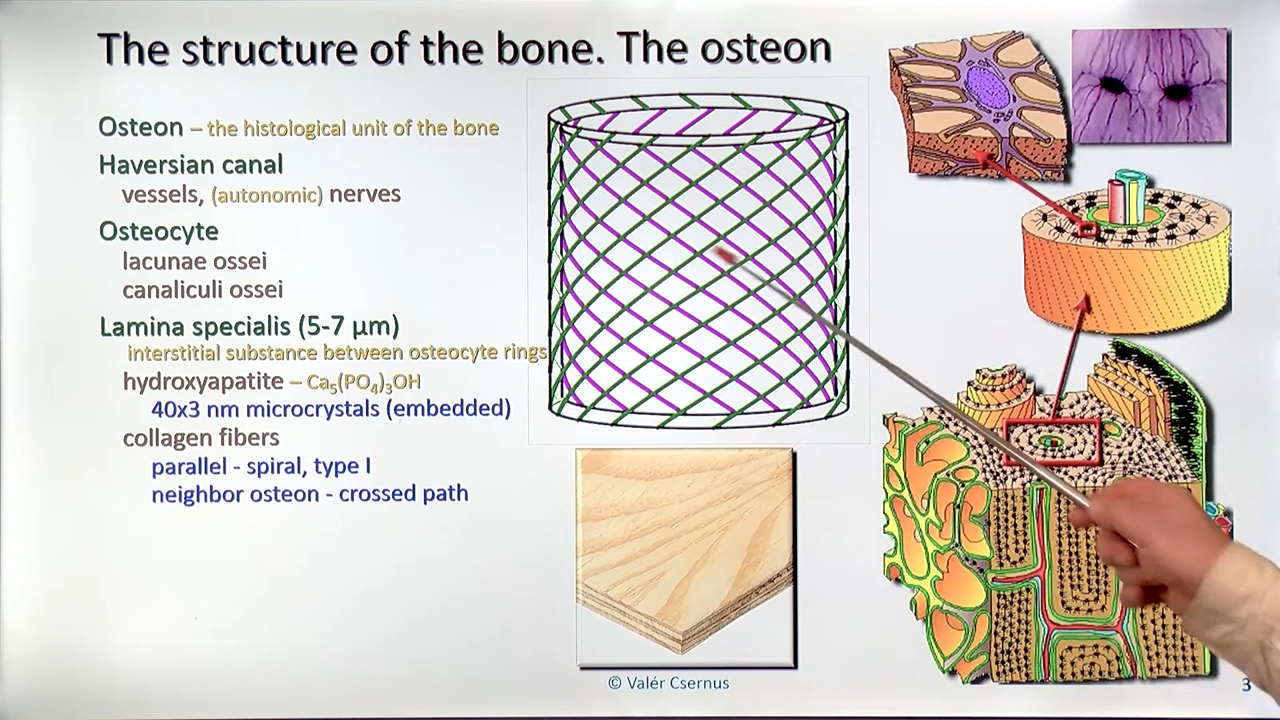 The structure of the bone. The osteon
Osteon – the histological unit of the bone
Haversian canal
vessels, (autonomic) nerves
Osteocyte
lacunae ossei
canaliculi ossei
Lamina specialis (5-7 µm)
interstitial substance between osteocyte rings
hydroxyapatite – Ca₅(PO₄)₃OH
40x3 nm microcrystals (embedded)
collagen fibers
parallel - spiral, type I
neighbor osteon - crossed path
© Valér Csernus
3